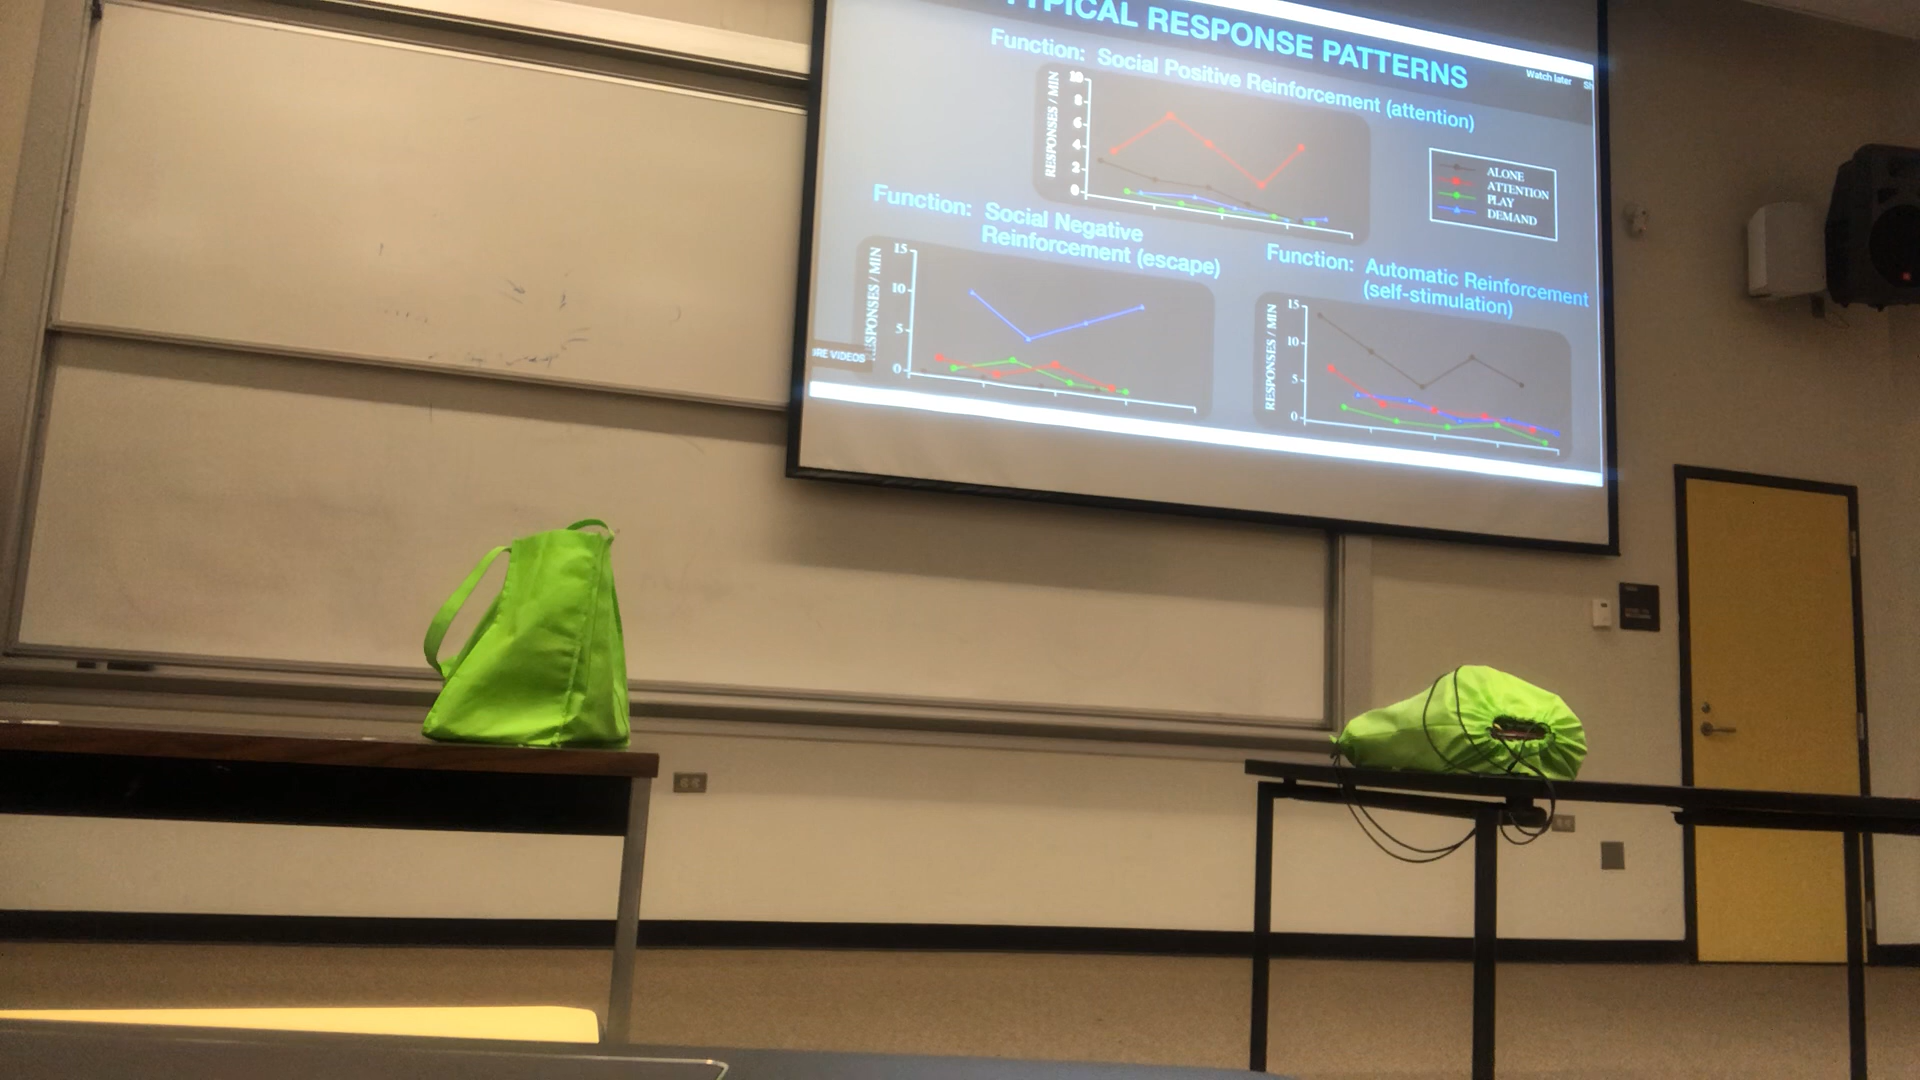 TYPICAL RESPONSE PATTERNS
Watch later
Function: Social Positive Reinforcement (attention)
RESPONSES / MIN
10
8
6
4
2
0
ALONE
ATTENTION
PLAY
DEMAND
Function: Social Negative
Reinforcement (escape)
RESPONSES / MIN
15
10
5
0
Function: Automatic Reinforcement
(self-stimulation)
RESPONSES / MIN
15
10
5
0
ORE VIDEOS